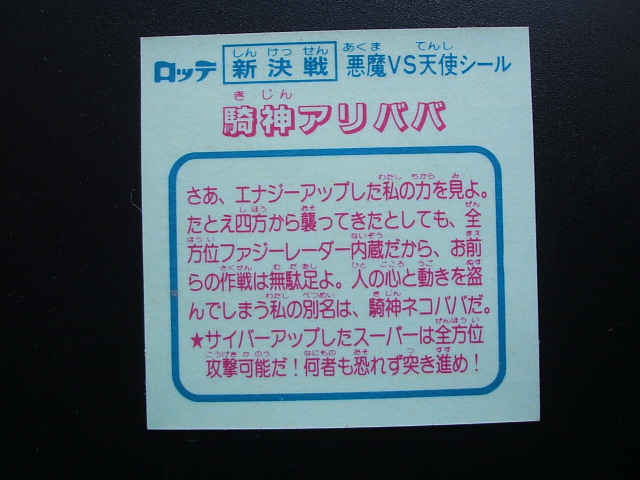 ロッテ 新決戦 悪魔VS天使シール
騎神アリババ
さあ、エナジーアップした私の力を見よ。
たとえ四方から襲ってきたとしても、全
方位ファジーレーダー内蔵だから、お前
らの作戦は無駄足よ。人の心と動きを盗
んでしまう私の別名は、騎神ネコババだ。
★サイバーアップしたスーパーは全方位
攻撃可能だ！何者も恐れず突き進め！